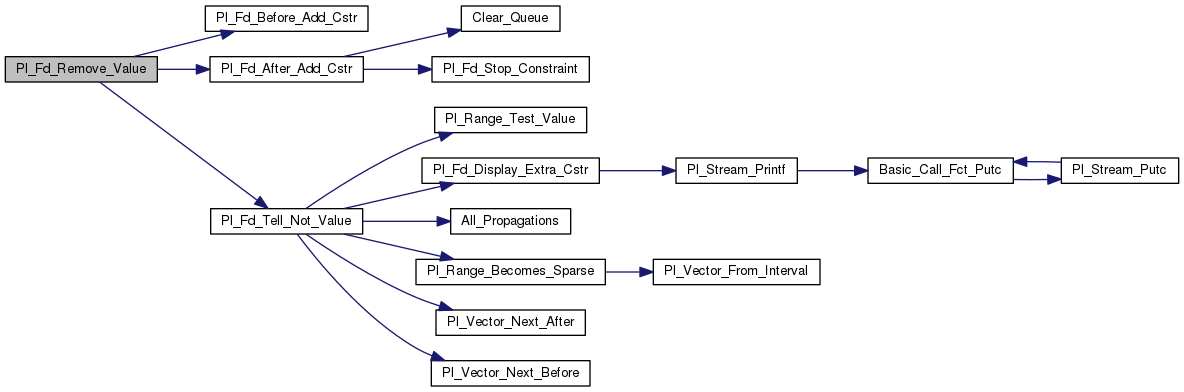 Pl_Fd_Before_Add_Cstr
Clear_Queue
Pl_Fd_Remove_Value
Pl_Fd_After_Add_Cstr
Pl_Fd_Stop_Constraint
Pl_Range_Test_Value
Pl_Fd_Display_Extra_Cstr
Pl_Stream_Printf
Basic_Call_Fct_Putc
Pl_Stream_Putc
Pl_Fd_Tell_Not_Value
All_Propagations
Pl_Range_Becomes_Sparse
Pl_Vector_From_Interval
Pl_Vector_Next_After
Pl_Vector_Next_Before